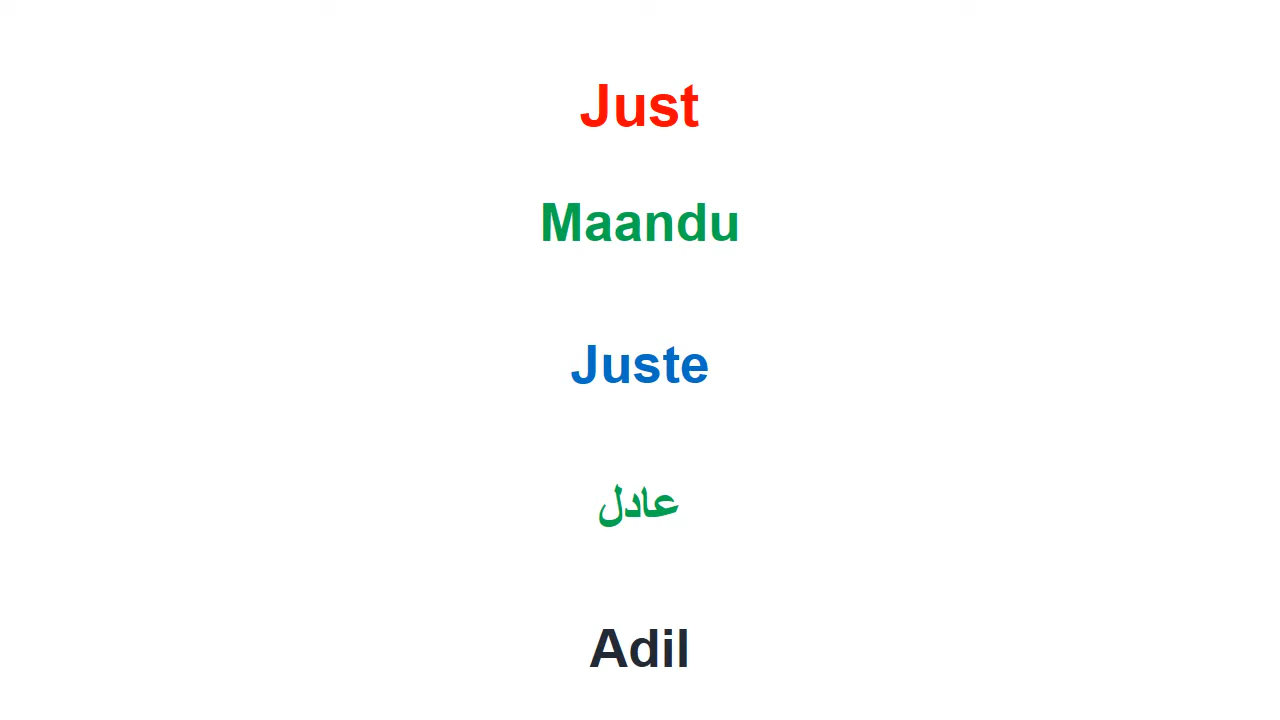 Just
Maandu
Juste
عادل
Adil